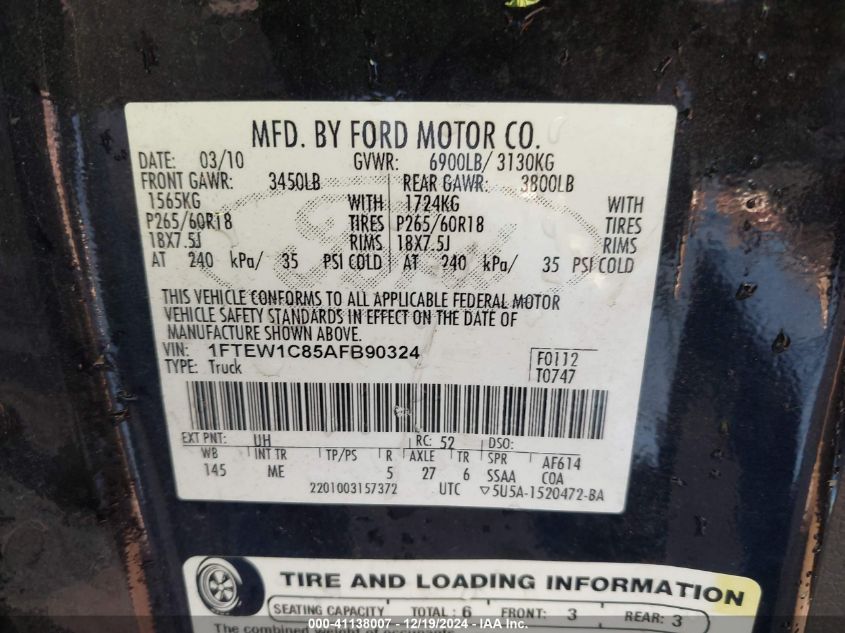 MFD. BY FORD MOTOR CO.
DATE: 03/10 GVWR: 6900LB/ 3130KG
FRONT GAWR: 3450LB REAR GAWR: 3800LB
1565KG WITH 1724KG WITH
P265/60R18 TIRES P265/60R18 TIRES
18X7.5J RIMS 18X7.5J RIMS
AT 240 kPa/ 35 PSI COLD AT 240 kPa/ 35 PSI COLD
THIS VEHICLE CONFORMS TO ALL APPLICABLE FEDERAL MOTOR
VEHICLE SAFETY STANDARDS IN EFFECT ON THE DATE OF
MANUFACTURE SHOWN ABOVE.
VIN: 1FTEW1C85AFB90324 F0112
TYPE: Truck T0747
EXT PNT: UH RC: 52 DSO:
WB INT TR TP/PS R AXLE TR SPR AF614
145 ME 5 27 6 SSAA COA
2201003157372 UTC ▽5U5A-1520472-BA
TIRE AND LOADING INFORMATION
SEATING CAPACITY TOTAL : 6 FRONT: 3 REAR: 3
000-41138007 - 12/19/2024 - IAA, Inc.
The combined weight of occupants